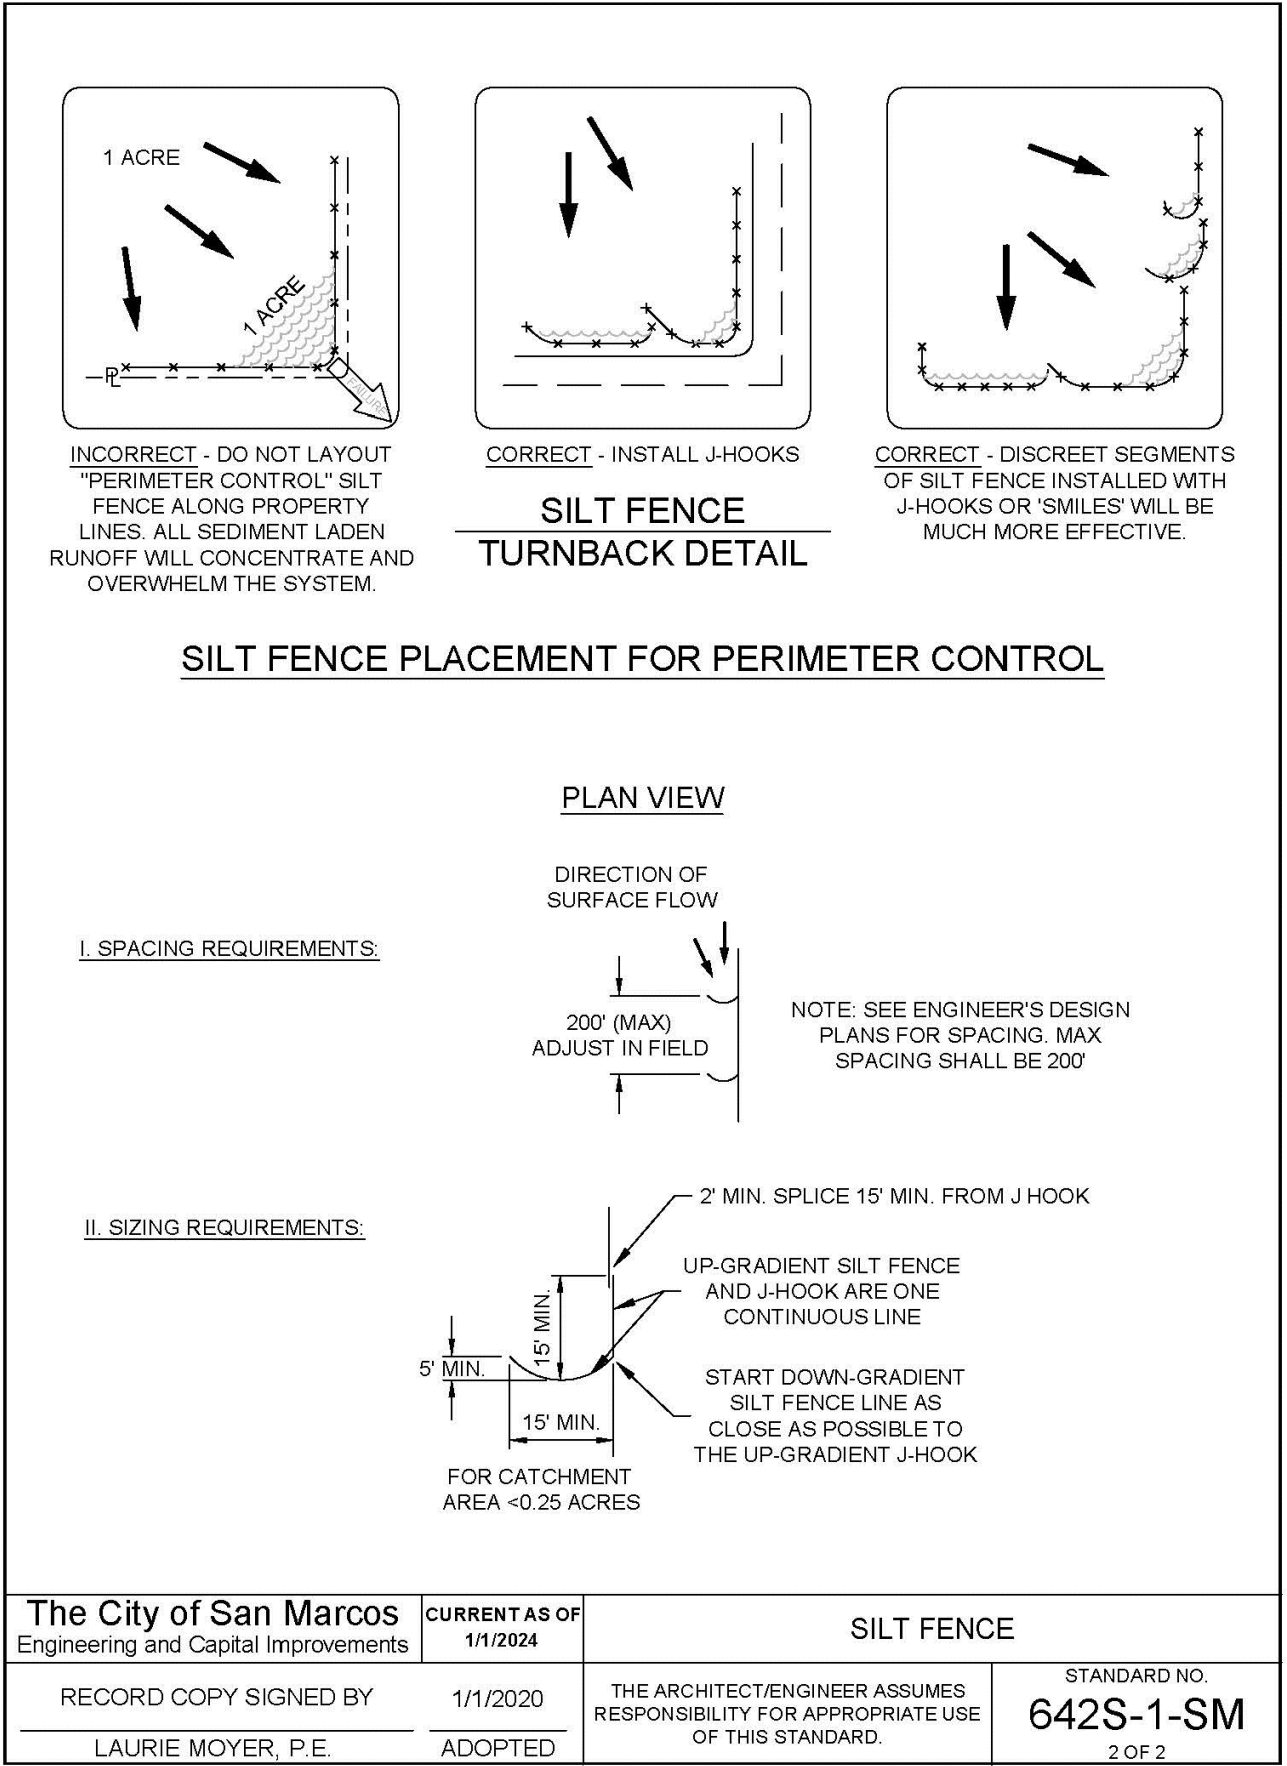 1 ACRE
1 ACRE
PL
FAILURE
INCORRECT - DO NOT LAYOUT
"PERIMETER CONTROL" SILT
FENCE ALONG PROPERTY
LINES. ALL SEDIMENT LADEN
RUNOFF WILL CONCENTRATE AND
OVERWHELM THE SYSTEM.
CORRECT - INSTALL J-HOOKS
SILT FENCE
TURNBACK DETAIL
CORRECT - DISCREET SEGMENTS
OF SILT FENCE INSTALLED WITH
J-HOOKS OR 'SMILES' WILL BE
MUCH MORE EFFECTIVE.
SILT FENCE PLACEMENT FOR PERIMETER CONTROL
PLAN VIEW
DIRECTION OF
SURFACE FLOW
I. SPACING REQUIREMENTS:
200' (MAX)
ADJUST IN FIELD
NOTE: SEE ENGINEER'S DESIGN
PLANS FOR SPACING. MAX
SPACING SHALL BE 200'
II. SIZING REQUIREMENTS:
2' MIN. SPLICE 15' MIN. FROM J HOOK
UP-GRADIENT SILT FENCE
AND J-HOOK ARE ONE
CONTINUOUS LINE
15' MIN.
5' MIN.
15' MIN.
START DOWN-GRADIENT
SILT FENCE LINE AS
CLOSE AS POSSIBLE TO
THE UP-GRADIENT J-HOOK
FOR CATCHMENT
AREA <0.25 ACRES
The City of San Marcos
Engineering and Capital Improvements
CURRENT AS OF
1/1/2024
SILT FENCE
RECORD COPY SIGNED BY
LAURIE MOYER, P.E.
1/1/2020
ADOPTED
THE ARCHITECT/ENGINEER ASSUMES
RESPONSIBILITY FOR APPROPRIATE USE
OF THIS STANDARD.
STANDARD NO.
642S-1-SM
2 OF 2